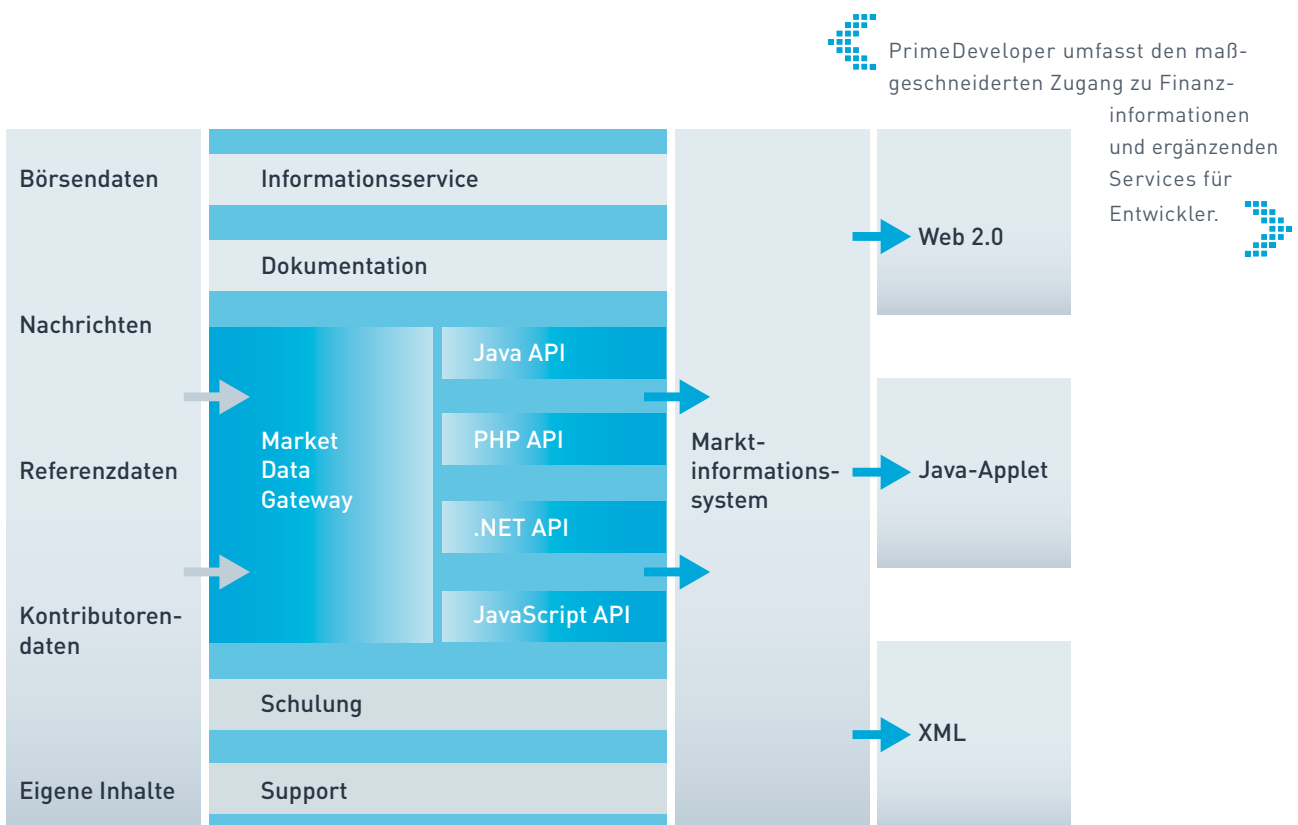 PrimeDeveloper umfasst den maß-
geschneiderten Zugang zu Finanz-
informationen
und ergänzenden
Services für
Entwickler.
Börsendaten
Nachrichten
Referenzdaten
Kontributoren-
daten
Eigene Inhalte
Informationsservice
Dokumentation
Market
Data
Gateway
Java API
PHP API
.NET API
JavaScript API
Schulung
Support
Markt-
informations-
system
Web 2.0
Java-Applet
XML